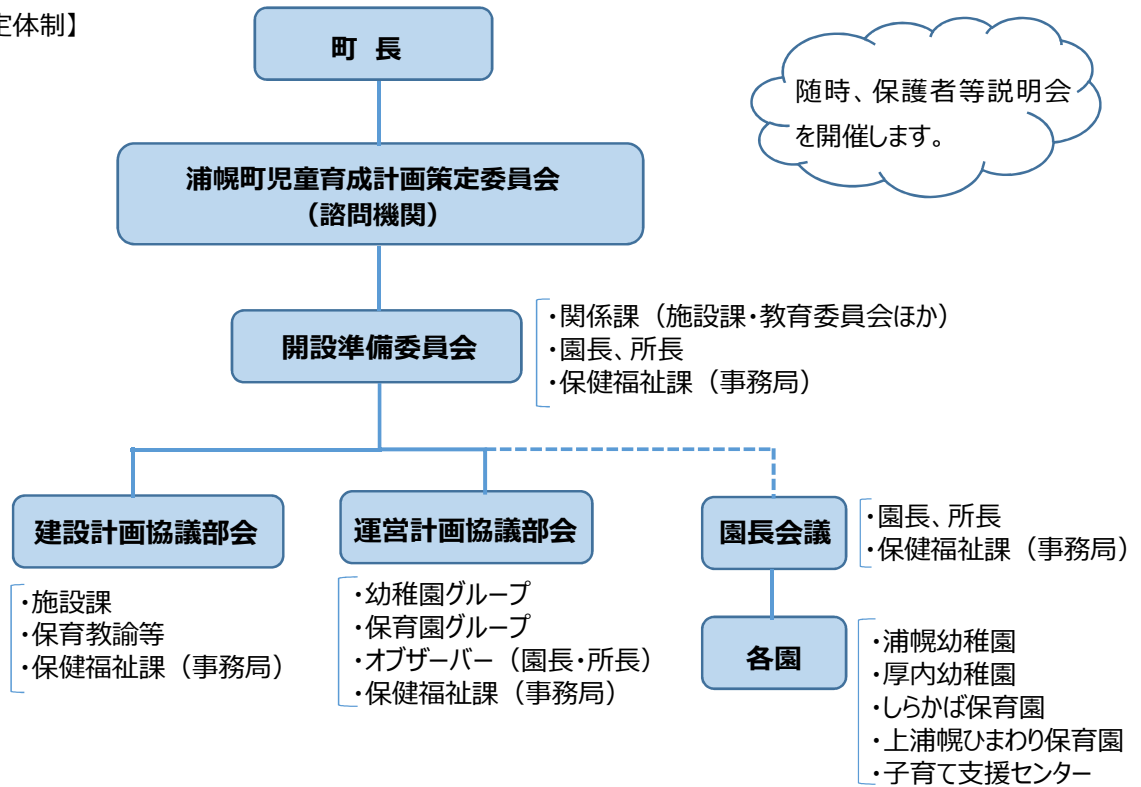 定体制】
町 長
随時、保護者等説明会
を開催します。
浦幌町児童育成計画策定委員会
（諮問機関）
開設準備委員会
・関係課（施設課・教育委員会ほか）
・園長、所長
・保健福祉課（事務局）
建設計画協議部会
・施設課
・保育教諭等
・保健福祉課（事務局）
運営計画協議部会
・幼稚園グループ
・保育園グループ
・オブザーバー（園長・所長）
・保健福祉課（事務局）
園長会議
・園長、所長
・保健福祉課（事務局）
各園
・浦幌幼稚園
・厚内幼稚園
・しらかば保育園
・上浦幌ひまわり保育園
・子育て支援センター